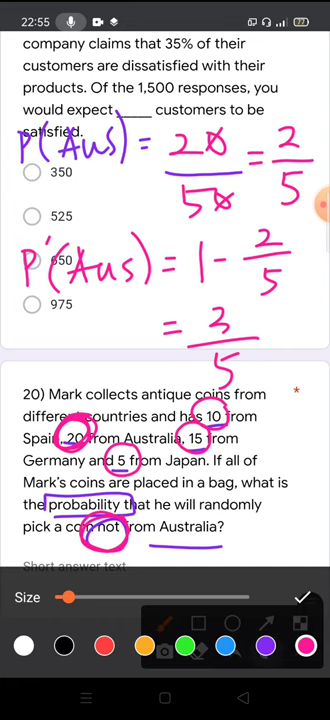 22:55
77
company claims that 35% of their
customers are dissatisfied with their
products. Of the 1,500 responses, you
would expect ____ customers to be
satisfied.
P(Aus) = 20/50 = 2/5
350
525
P'(Aus) = 1 - 2/5
650
975
= 3/5
20) Mark collects antique coins from *
different countries and has 10 from
Spain, 20 from Australia, 15 from
Germany and 5 from Japan. If all of
Mark's coins are placed in a bag, what is
the probability that he will randomly
pick a coin not from Australia?
Short answer text
Size